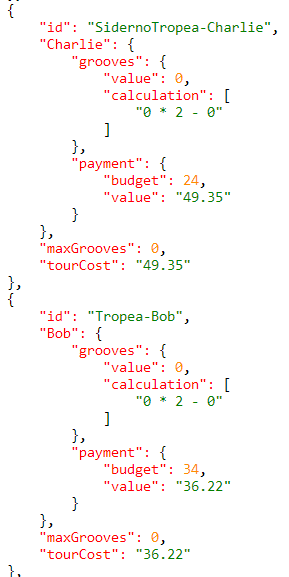 {
"id": "SidernoTropea-Charlie",
"Charlie": {
"grooves": {
"value": 0,
"calculation": [
"0 * 2 - 0"
]
},
"payment": {
"budget": 24,
"value": "49.35"
}
},
"maxGrooves": 0,
"tourCost": "49.35"
},
{
"id": "Tropea-Bob",
"Bob": {
"grooves": {
"value": 0,
"calculation": [
"0 * 2 - 0"
]
},
"payment": {
"budget": 34,
"value": "36.22"
}
},
"maxGrooves": 0,
"tourCost": "36.22"
},